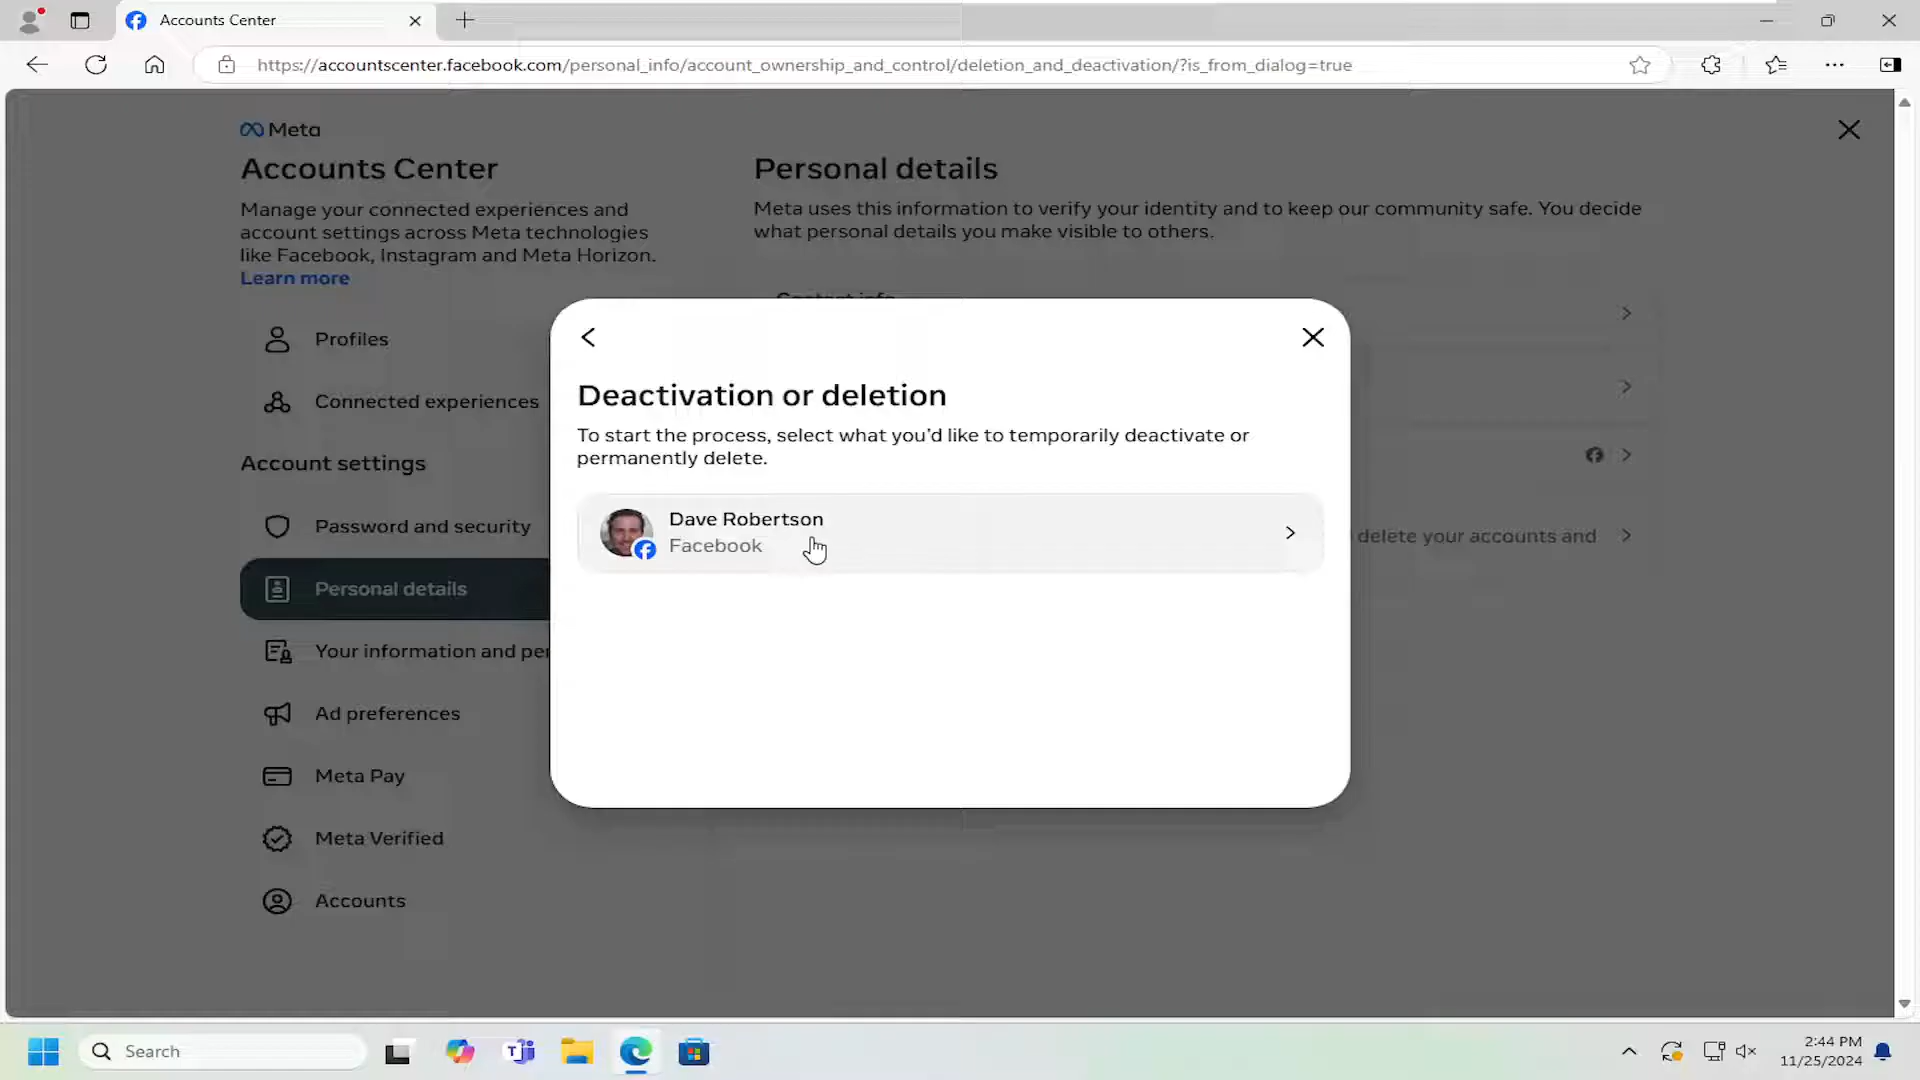 Accounts Center
https://accountscenter.facebook.com/personal_info/account_ownership_and_control/deletion_and_deactivation/?is_from_dialog=true
Meta
Accounts Center
Manage your connected experiences and
account settings across Meta technologies
like Facebook, Instagram and Meta Horizon.
Learn more
Profiles
Connected experiences
Account settings
Password and security
Personal details
Your information and per
Ad preferences
Meta Pay
Meta Verified
Accounts
Personal details
Meta uses this information to verify your identity and to keep our community safe. You decide
what personal details you make visible to others.
Contact info
delete your accounts and
Deactivation or deletion
To start the process, select what you'd like to temporarily deactivate or
permanently delete.
Dave Robertson
Facebook
Search
2:44 PM
11/25/2024